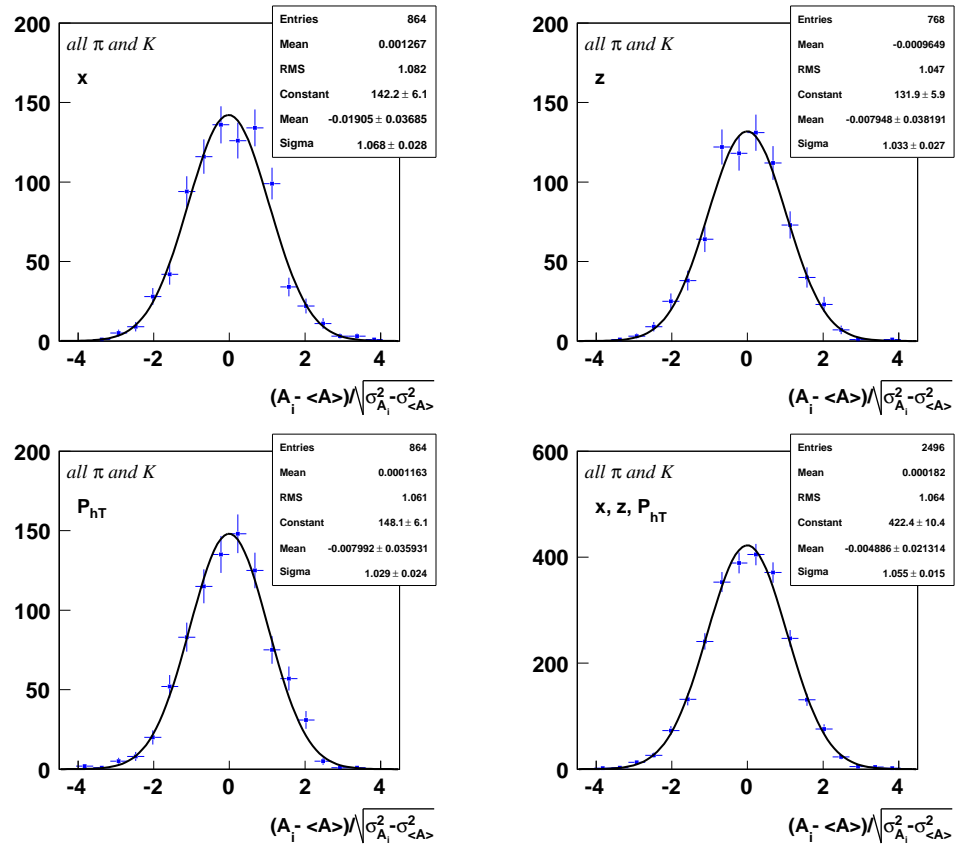 all π and K
x
Entries 864
Mean 0.001267
RMS 1.082
Constant 142.2 ± 6.1
Mean -0.01905 ± 0.03685
Sigma 1.068 ± 0.028
200
150
100
50
0
-4 -2 0 2 4
(A_i - <A>)/√σ²_{A_i}-σ²_{<A>}
all π and K
z
Entries 768
Mean -0.0009649
RMS 1.047
Constant 131.9 ± 5.9
Mean -0.007948 ± 0.038191
Sigma 1.033 ± 0.027
200
150
100
50
0
-4 -2 0 2 4
(A_i - <A>)/√σ²_{A_i}-σ²_{<A>}
all π and K
P_{hT}
Entries 864
Mean 0.0001163
RMS 1.061
Constant 148.1 ± 6.1
Mean -0.007992 ± 0.035931
Sigma 1.029 ± 0.024
200
150
100
50
0
-4 -2 0 2 4
(A_i - <A>)/√σ²_{A_i}-σ²_{<A>}
all π and K
x, z, P_{hT}
Entries 2496
Mean 0.000182
RMS 1.064
Constant 422.4 ± 10.4
Mean -0.004886 ± 0.021314
Sigma 1.055 ± 0.015
600
400
200
0
-4 -2 0 2 4
(A_i - <A>)/√σ²_{A_i}-σ²_{<A>}